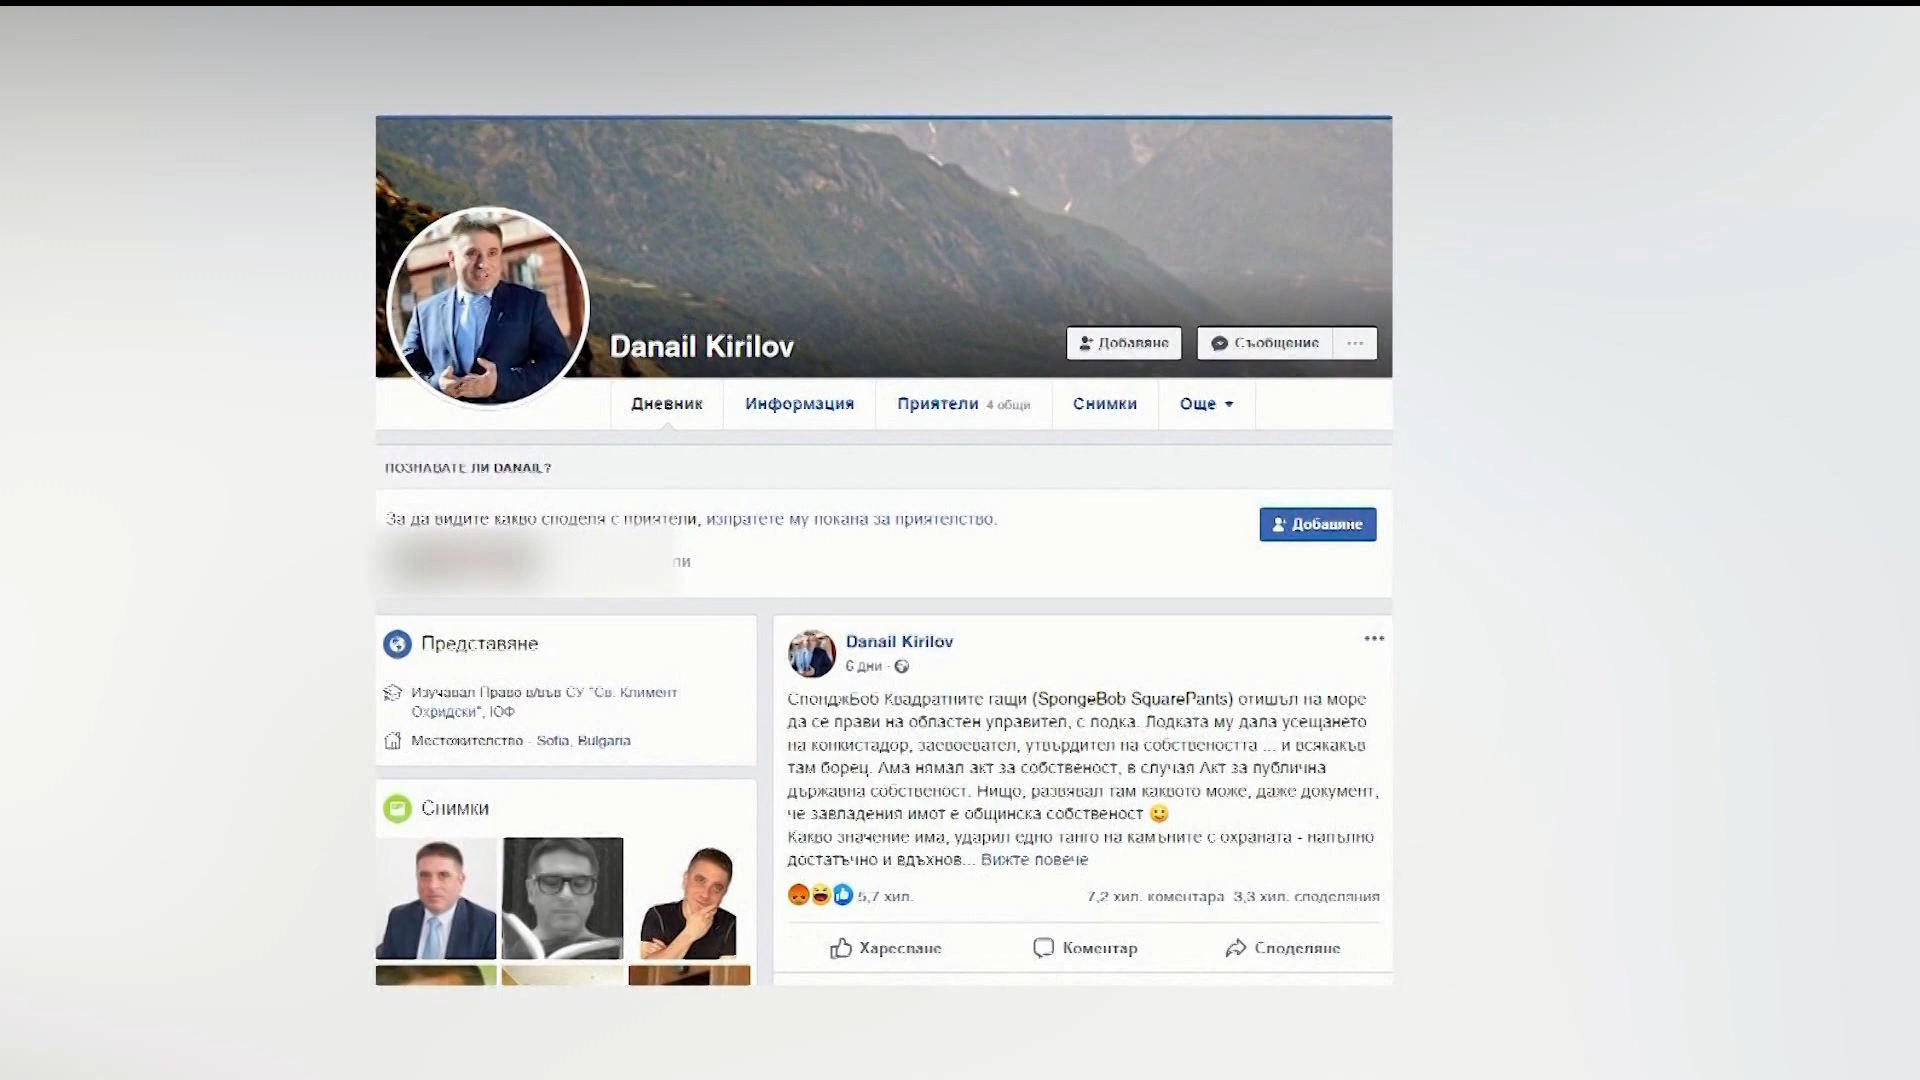 Danail Kirilov
Добавяне
Съобщение
Дневник
Информация
Приятели 4 общи
Снимки
Още
ПОЗНАВАТЕ ЛИ DANAIL?
За да видите какво споделя с приятели, изпратете му покана за приятелство.
Добавяне
ли
Представяне
Изучавал Право в/във СУ "Св. Климент
Охридски", ЮФ
Местожителство - Sofia, Bulgaria
Снимки
Danail Kirilov
6 дни ·
СпонджБоб Квадратните гащи (SpongeBob SquarePants) отишъл на море
да се прави на областен управител, с лодка. Лодката му дала усещането
на конкистадор, заевоевател, утвърдител на собствеността ... и всякакъв
там борец. Ама нямал акт за собственост, в случая Акт за публична
държавна собственост. Нищо, развявал там каквото може, даже документ,
че завладения имот е общинска собственост
Какво значение има, ударил едно танго на камъните с охраната - напълно
достатъчно и вдъхнов... Вижте повече
5,7 хил.
7,2 хил. коментара 3,3 хил. споделяния
Харесване
Коментар
Споделяне